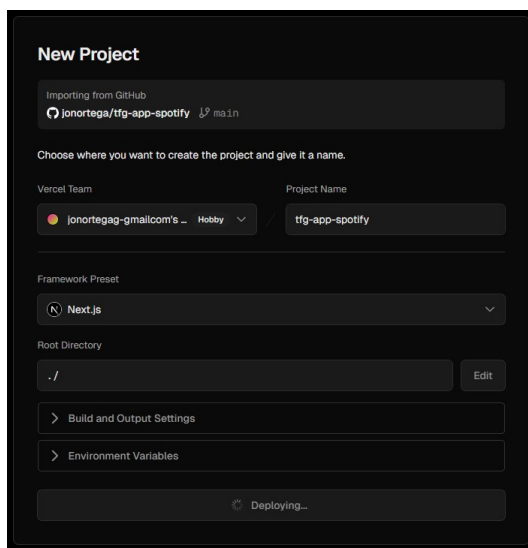 New Project
Importing from GitHub
jonortega/tfg-app-spotify main
Choose where you want to create the project and give it a name.
Vercel Team Project Name
jonortegag-gmailcom's ... Hobby / tfg-app-spotify
Framework Preset
N Next.js
Root Directory
./ Edit
Build and Output Settings
Environment Variables
Deploying...